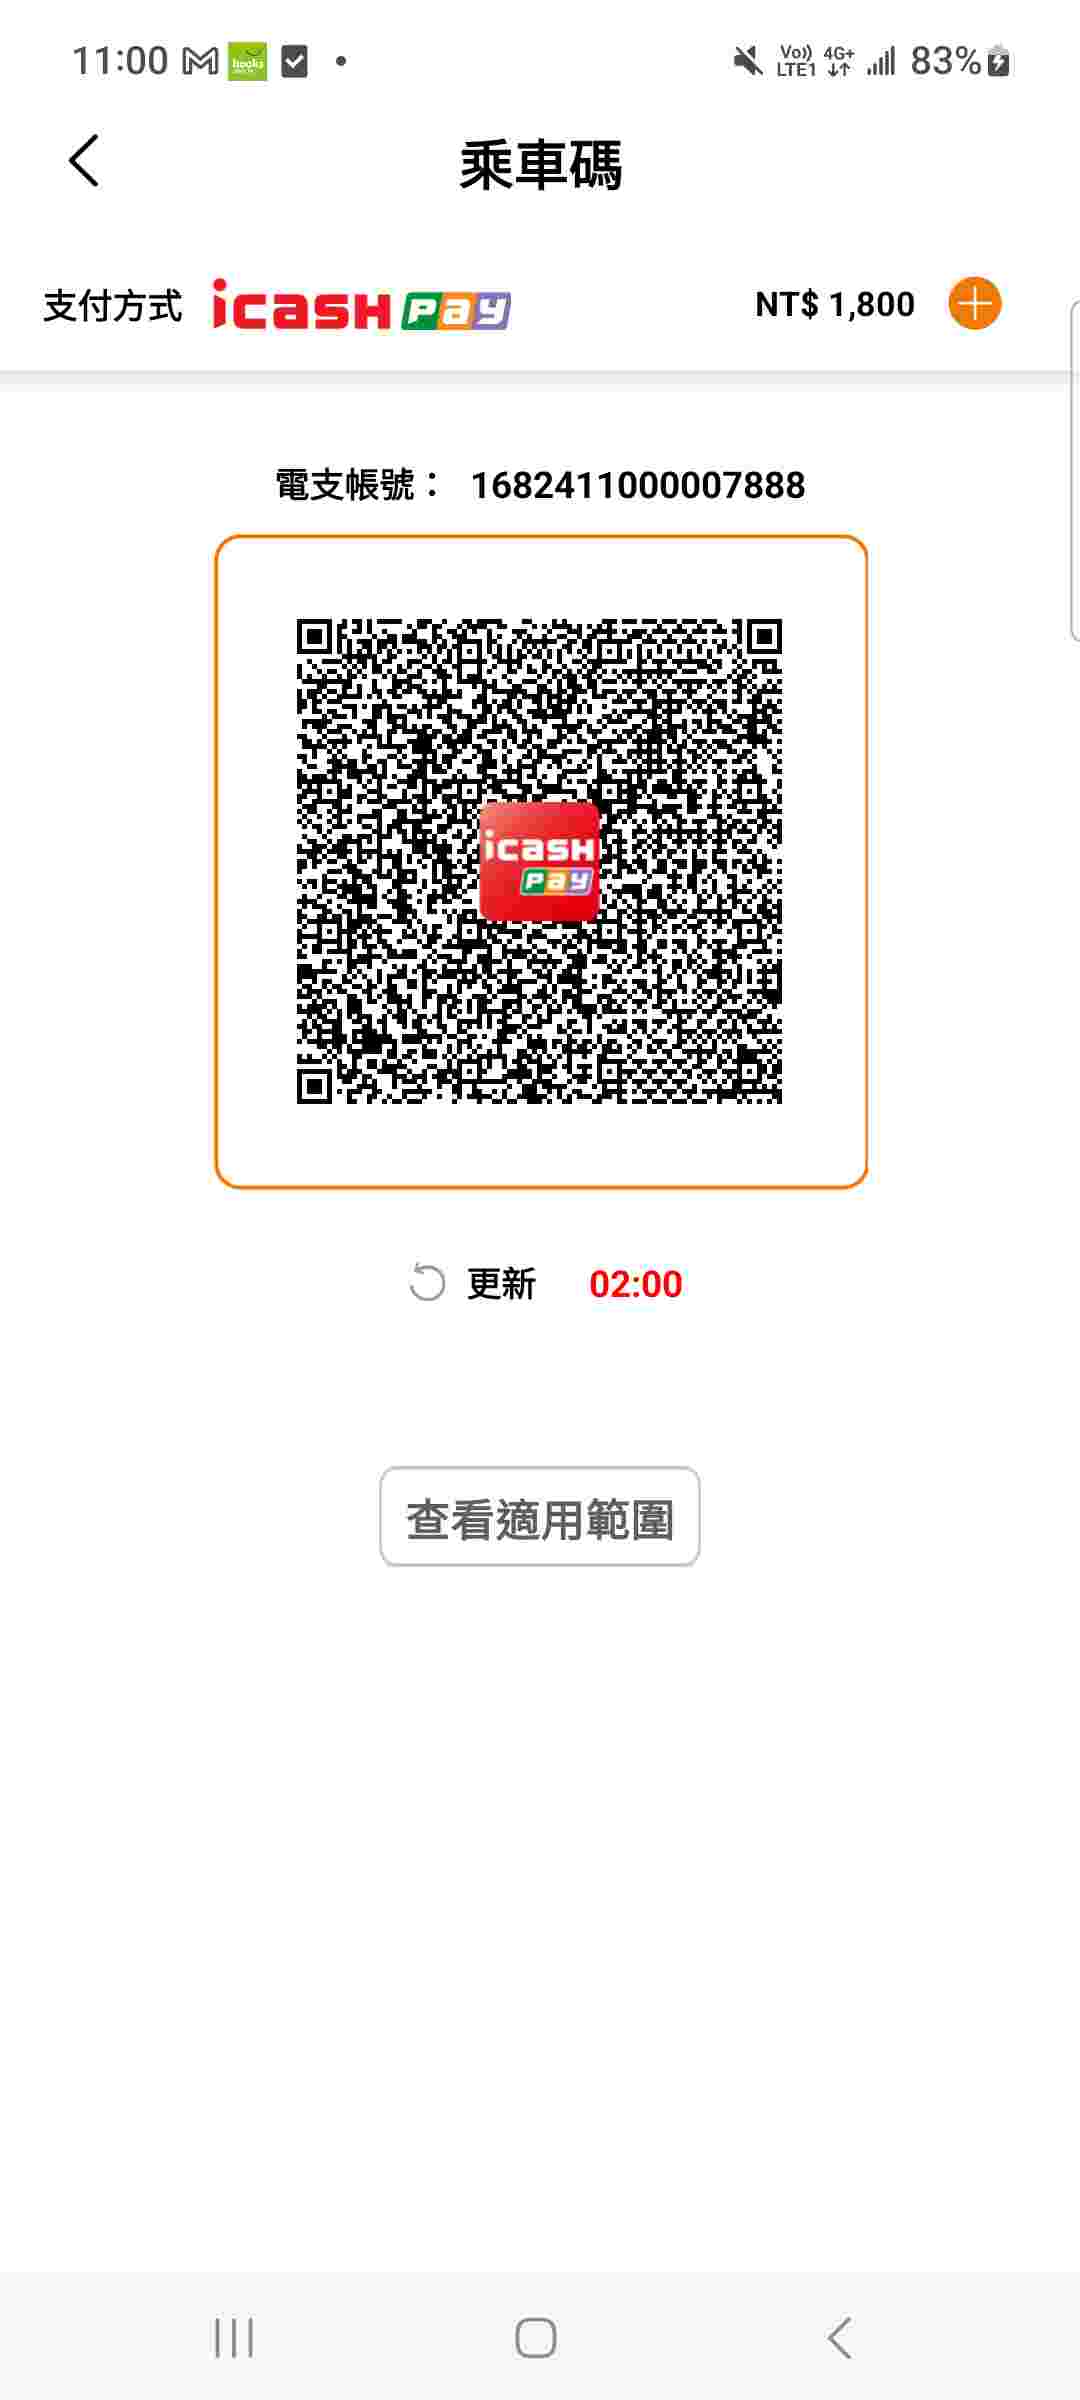 11:00 books Vo)) LTE1 4G+ 83%
乘車碼
支付方式 icash pay NT$ 1,800
電支帳號： 1682411000007888
icash
pay
更新 02:00
查看適用範圍